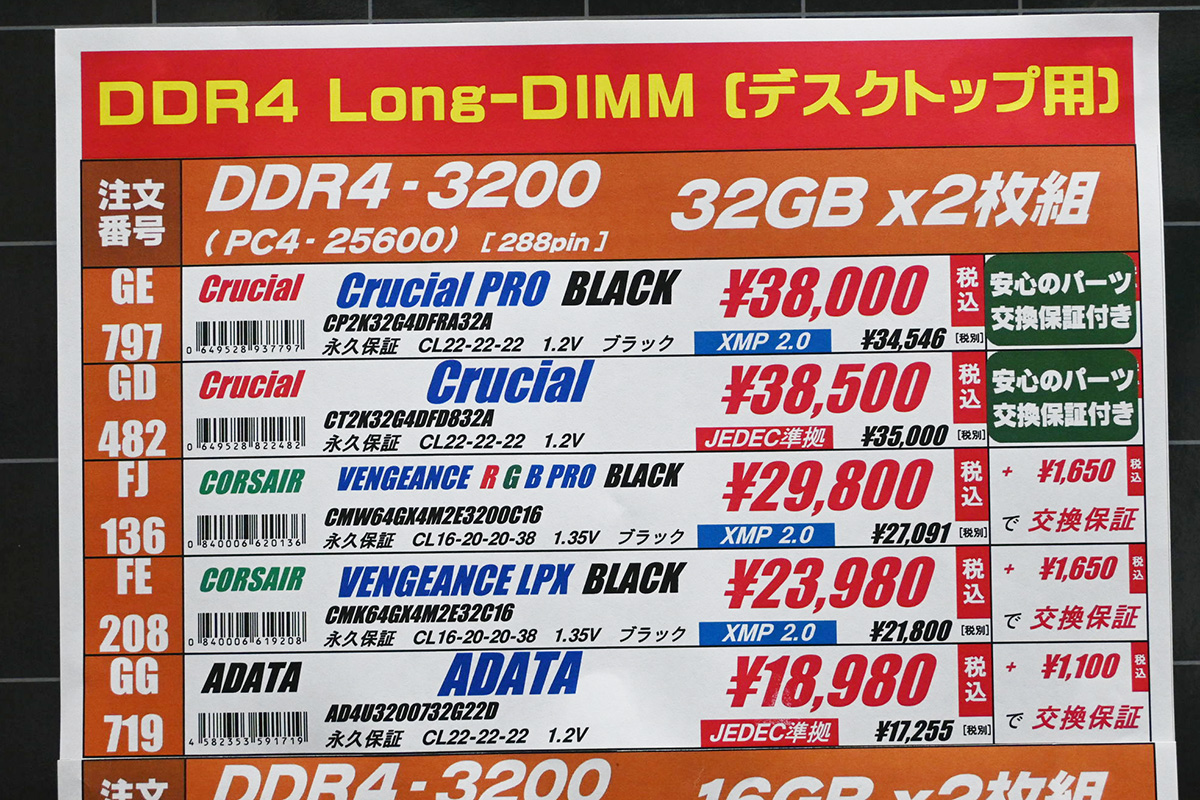 DDR4 Long-DIMM (デスクトップ用)
注文番号
DDR4-3200 32GB x2枚組
(PC4-25600) [288pin]
GE 797
Crucial Crucial PRO BLACK ¥38,000 税込
CP2K32G4DFRA32A
0 649528 937797
永久保証 CL22-22-22 1.2V ブラック XMP 2.0 ¥34,546 [税別]
安心のパーツ
交換保証付き
GD 482
Crucial Crucial ¥38,500 税込
CT2K32G4DFD832A
0 649528 822482
永久保証 CL22-22-22 1.2V JEDEC準拠 ¥35,000 [税別]
安心のパーツ
交換保証付き
FJ 136
CORSAIR VENGEANCE RGB PRO BLACK ¥29,800 税込
CMW64GX4M2E3200C16
0 840006 620136
永久保証 CL16-20-20-38 1.35V ブラック XMP 2.0 ¥27,091 [税別]
+ ¥1,650 税込
で 交換保証
FE 208
CORSAIR VENGEANCE LPX BLACK ¥23,980 税込
CMK64GX4M2E32C16
0 840006 619208
永久保証 CL16-20-20-38 1.35V ブラック XMP 2.0 ¥21,800 [税別]
+ ¥1,650 税込
で 交換保証
GG 719
ADATA ADATA ¥18,980 税込
AD4U3200732G22D
4 582353 591719
永久保証 CL22-22-22 1.2V JEDEC準拠 ¥17,255 [税別]
+ ¥1,100 税込
で 交換保証
注文
DDR4-3200 16GB x2枚組